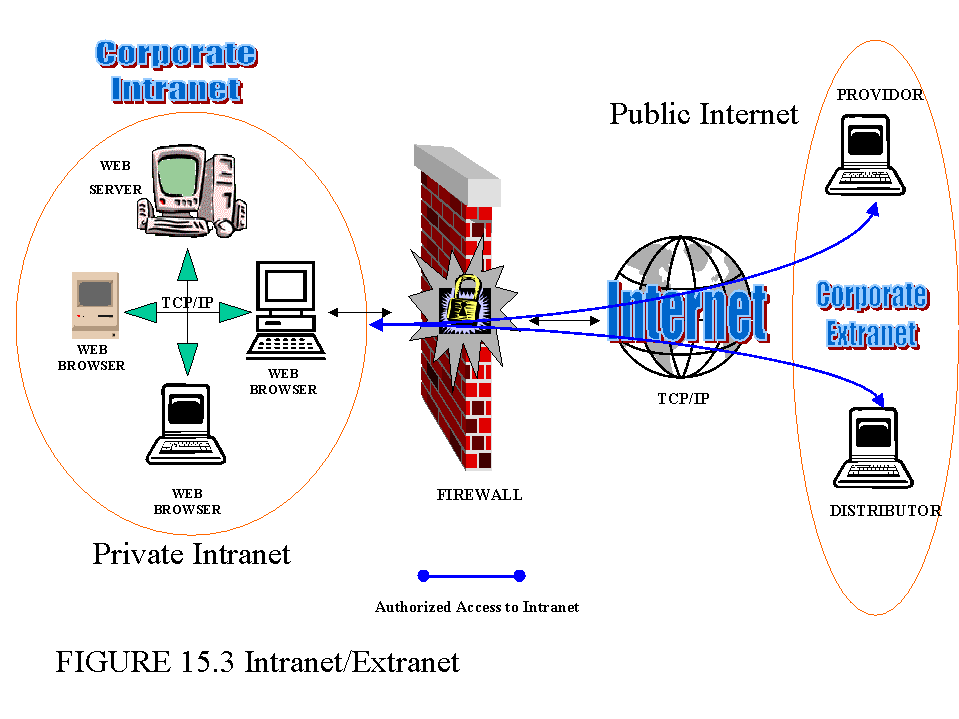 Corporate
Intranet
WEB
SERVER
TCP/IP
WEB
BROWSER
WEB
BROWSER
WEB
BROWSER
Private Intranet
FIREWALL
Public Internet
Internet
TCP/IP
PROVIDOR
Corporate
Extranet
DISTRIBUTOR
Authorized Access to Intranet
FIGURE 15.3 Intranet/Extranet